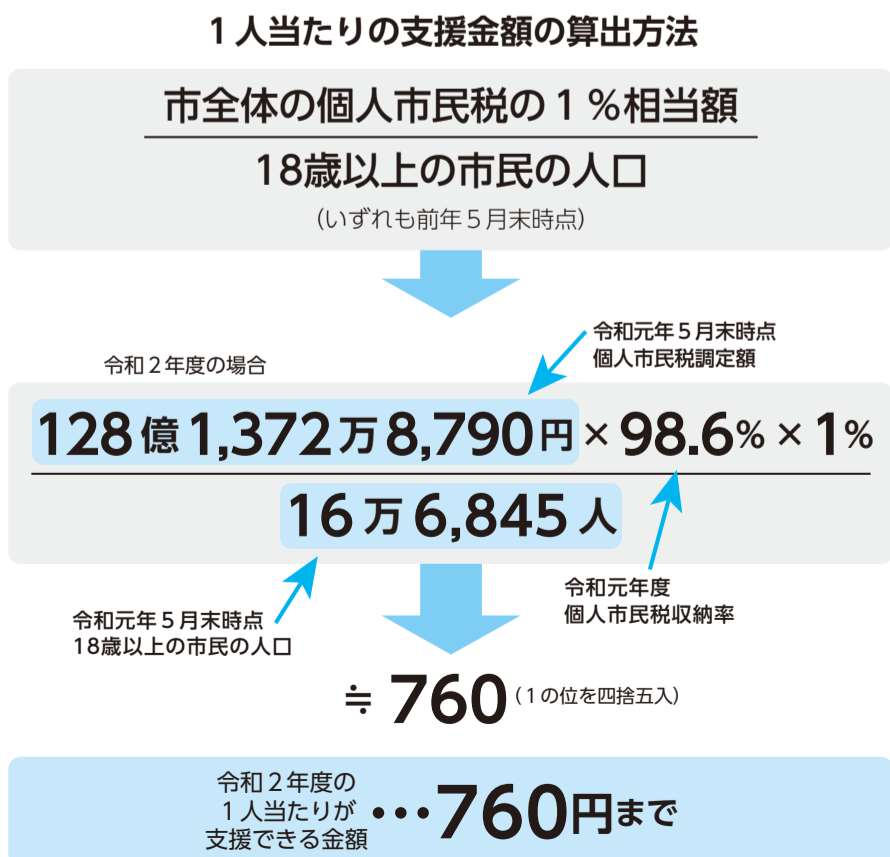 1人当たりの支援金額の算出方法
市全体の個人市民税の1%相当額
18歳以上の市民の人口
(いずれも前年5月末時点)
令和元年5月末時点
個人市民税調定額
令和2年度の場合
128億1,372万8,790円×98.6%×1%
16万6,845人
令和元年度
個人市民税収納率
令和元年5月末時点
18歳以上の市民の人口
≒760(1の位を四捨五入)
令和2年度の
1人当たりが
支援できる金額
・・・760円まで